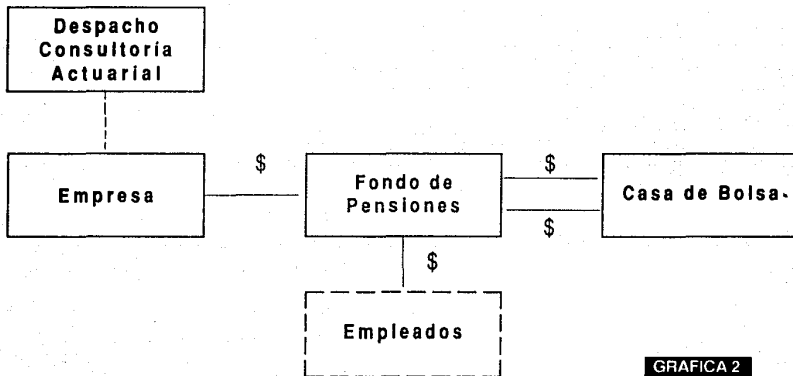 Despacho
Consultoría
Actuarial
Empresa
$
Fondo de
Pensiones
$
$
Casa de Bolsa
$
Empleados
GRAFICA 2